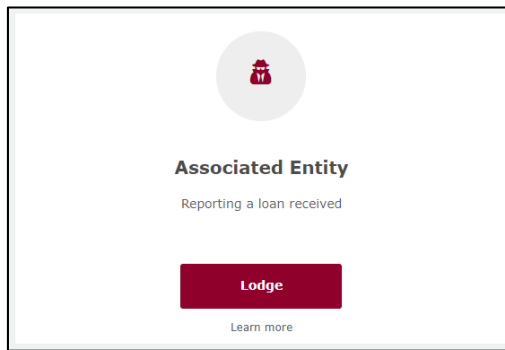 Associated Entity
Reporting a loan received
Lodge
Learn more